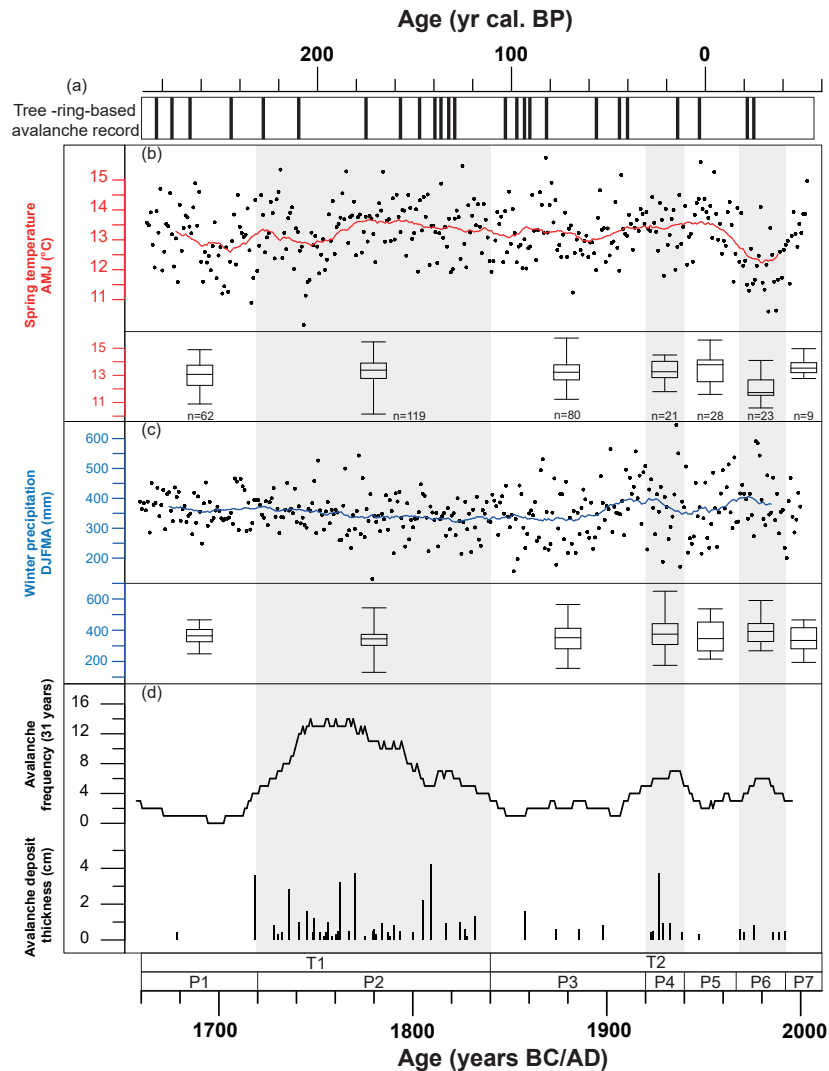 Age (yr cal. BP)
200 100 0
(a)
Tree -ring-based
avalanche record
(b)
15
14
13
12
11
Spring temperature
AMJ (°C)
15
13
11
n=62 n=119 n=80 n=21 n=28 n=23 n=9
(c)
600
500
400
300
200
Winter precipitation
DJFMA (mm)
600
400
200
(d)
16
12
8
4
0
Avalanche
frequency (31 years)
4
2
0
Avalanche deposit
thickness (cm)
T1 T2
P1 P2 P3 P4 P5 P6 P7
1700 1800 1900 2000
Age (years BC/AD)